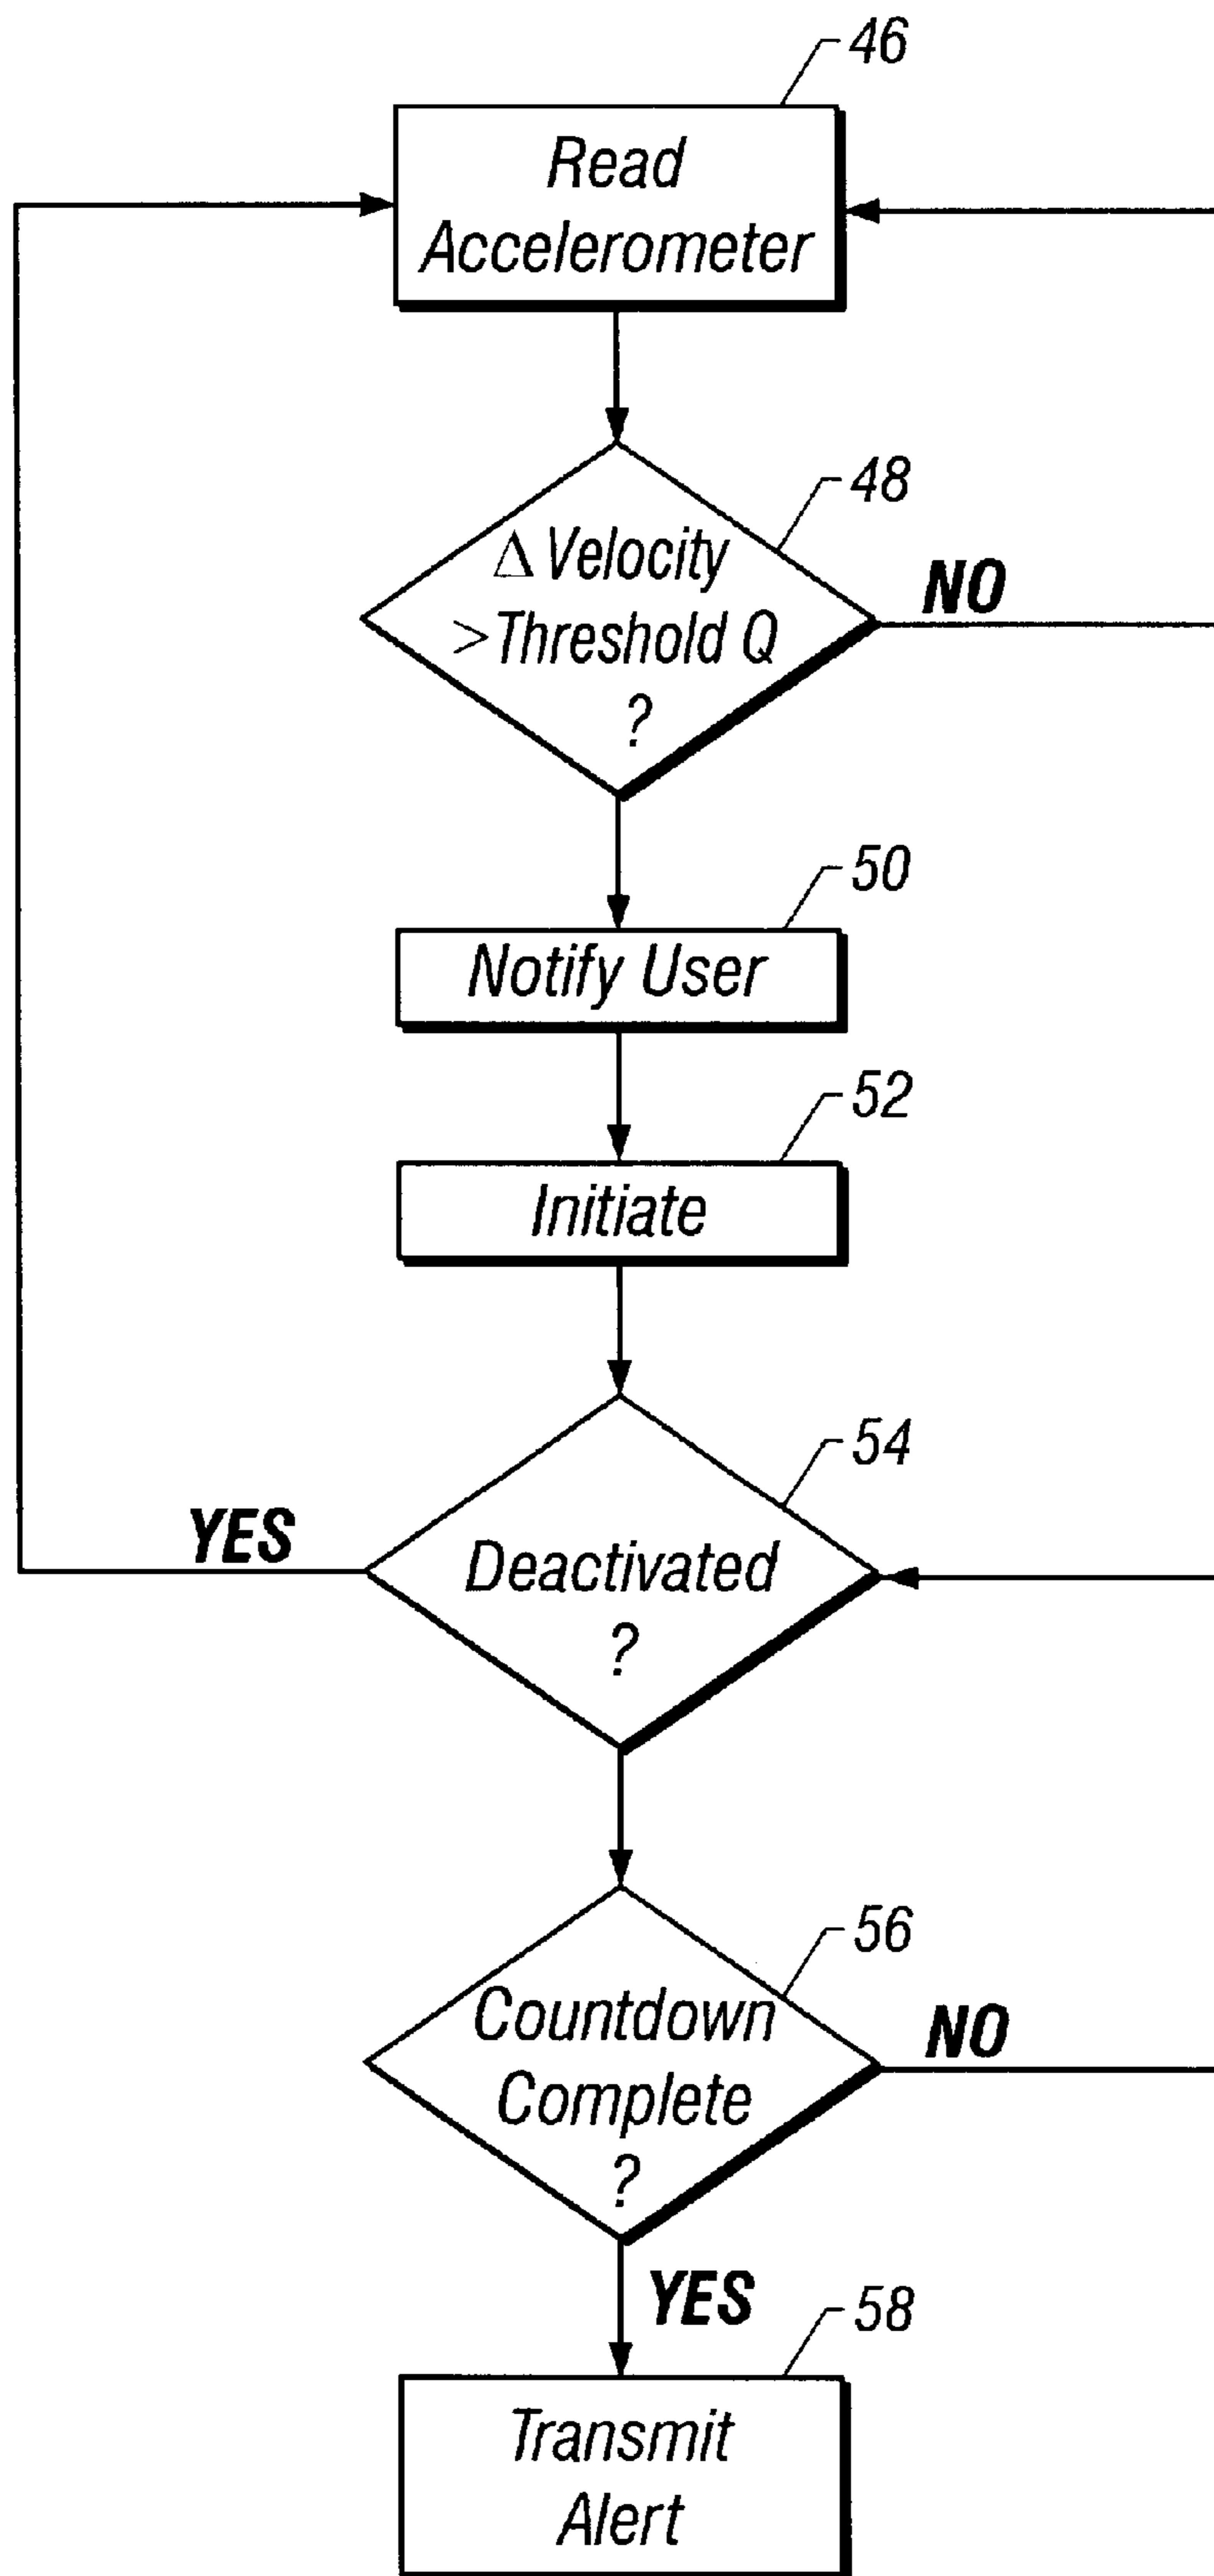 46
Read
Accelerometer
48
Δ Velocity
>Threshold Q
?
NO
50
Notify User
52
Initiate
54
YES
Deactivated
?
56
Countdown
Complete
?
NO
YES
58
Transmit
Alert